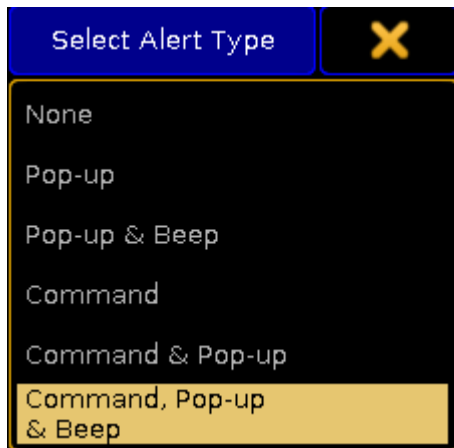 Select Alert Type
None
Pop-up
Pop-up & Beep
Command
Command & Pop-up
Command, Pop-up
& Beep